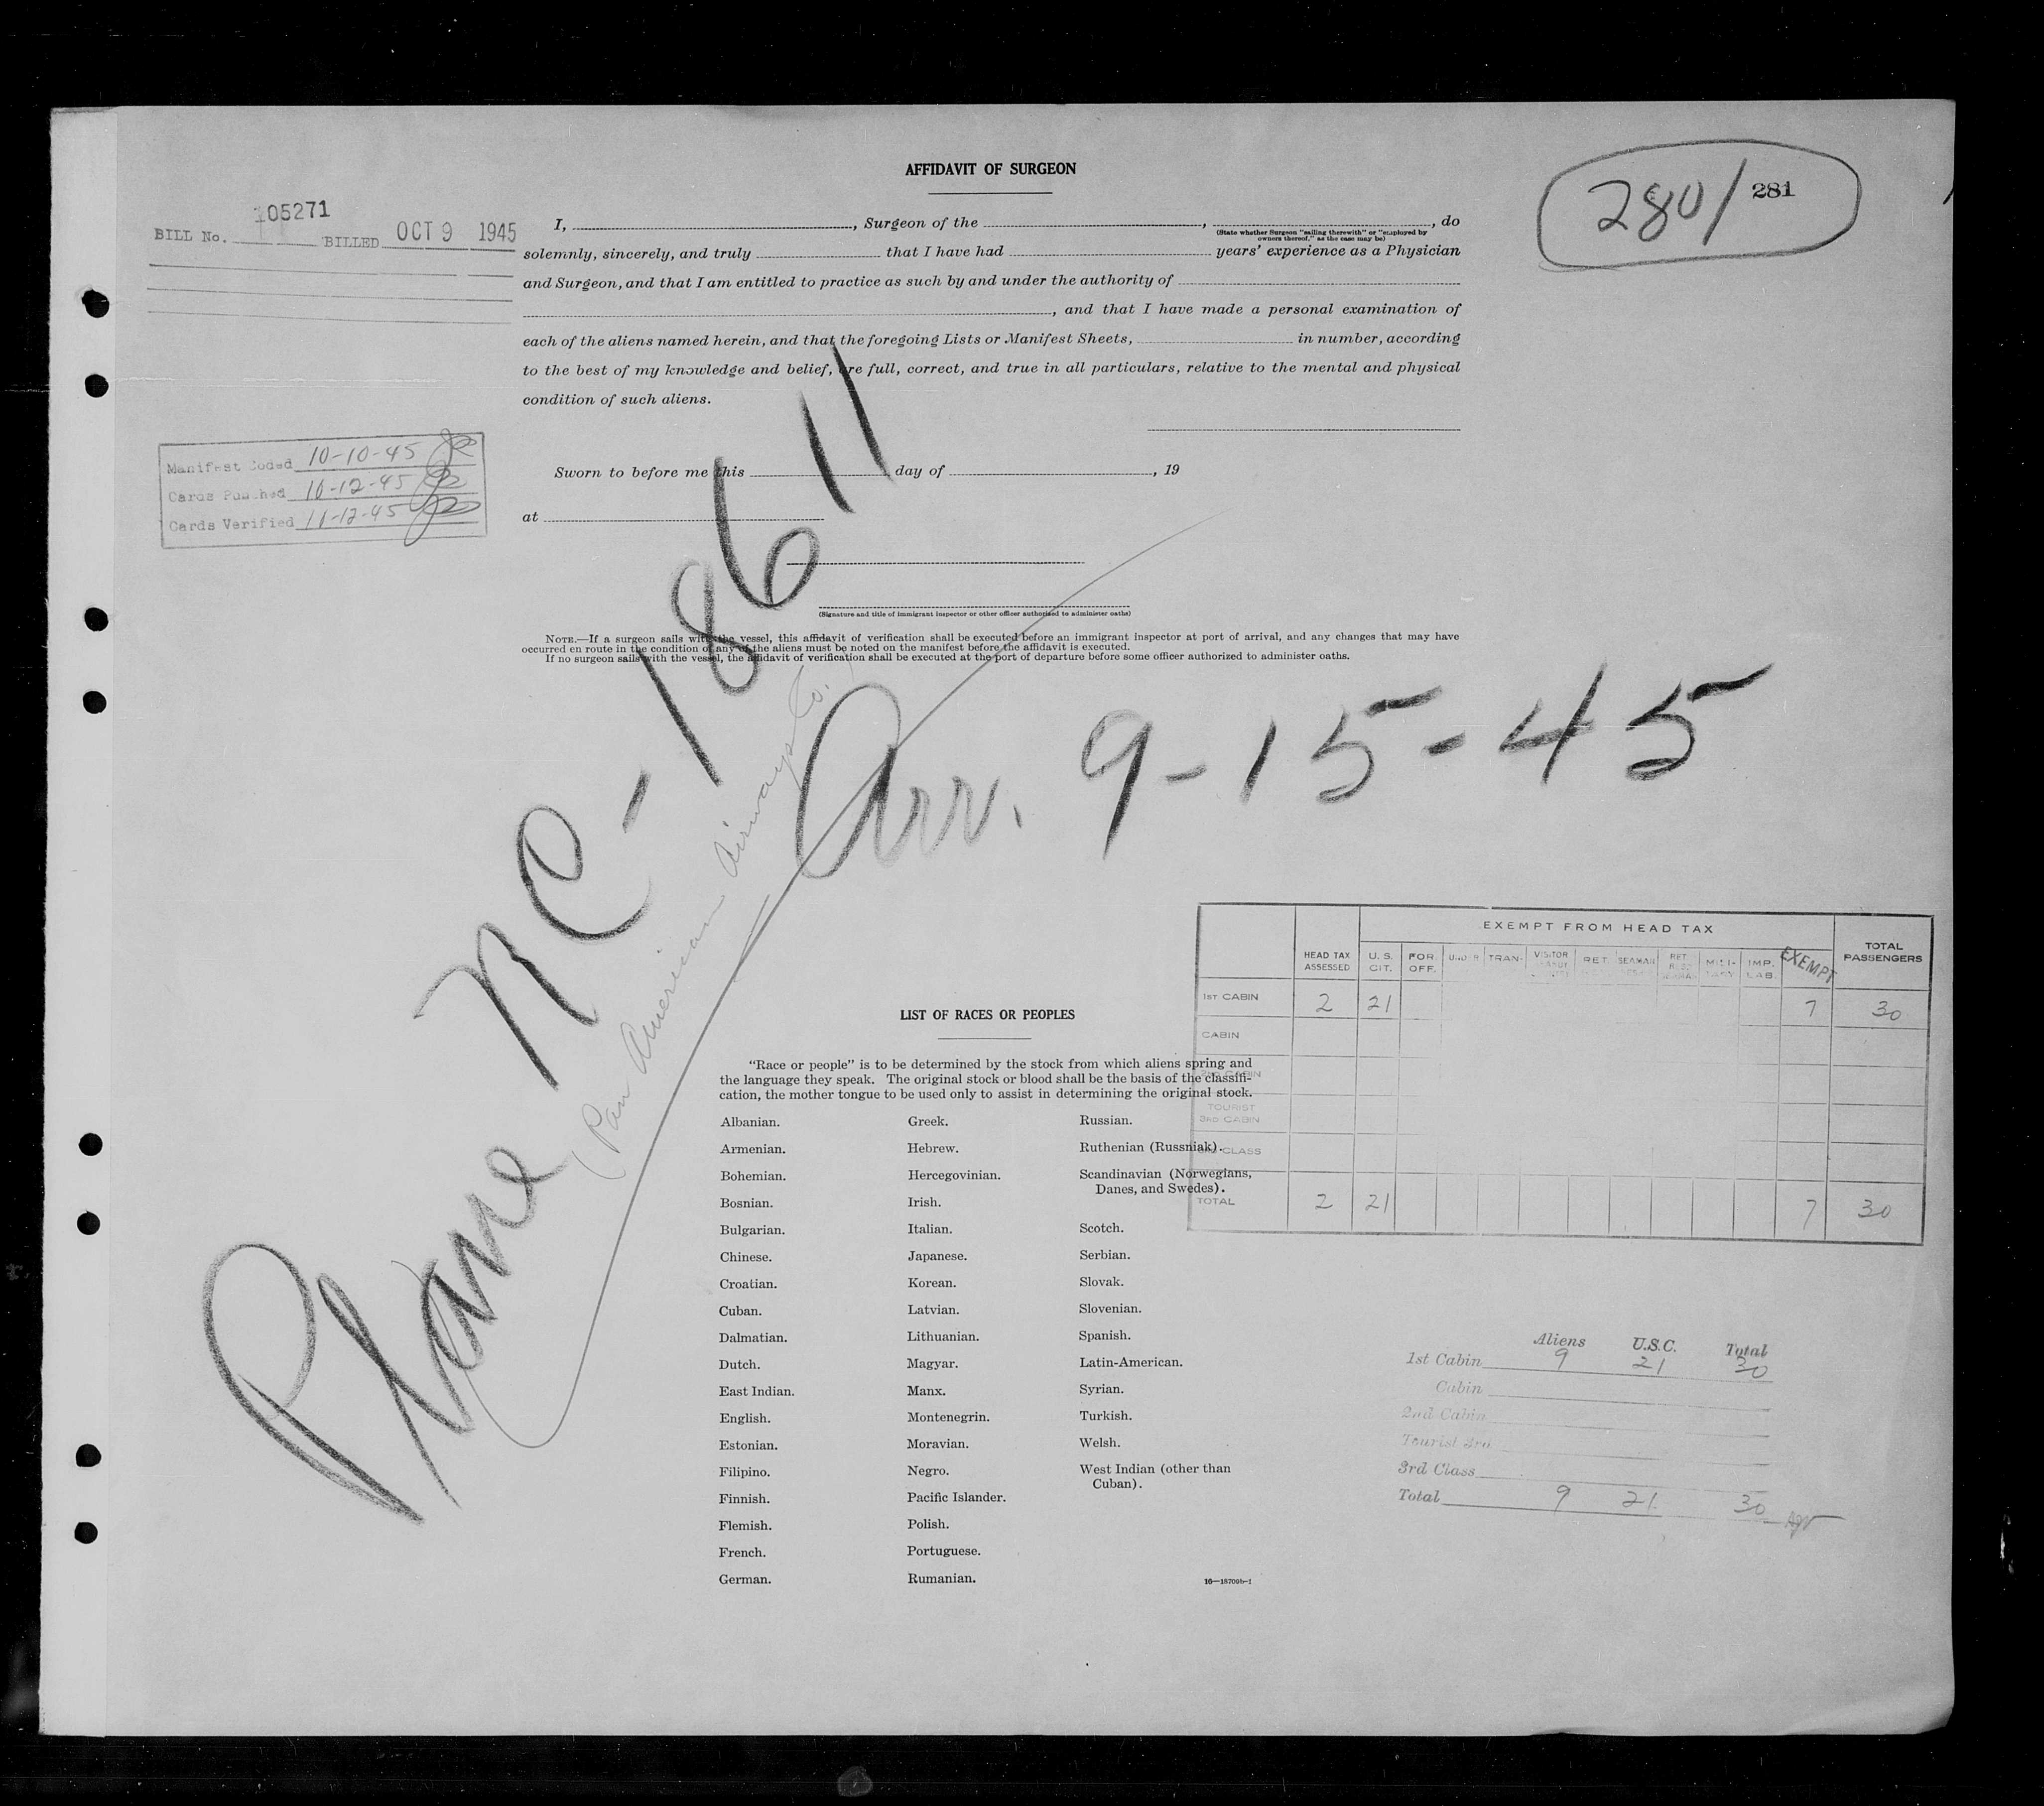 AFFIDAVIT OF SURGEON
280/ 281
105271
BILL No. BILLED OCT 9 1945
I, , Surgeon of the , , do
(State whether Surgeon "sailing therewith" or "employed by
owners thereof," as the case may be)
solemnly, sincerely, and truly that I have had years' experience as a Physician
and Surgeon, and that I am entitled to practice as such by and under the authority of
, and that I have made a personal examination of
each of the aliens named herein, and that the foregoing Lists or Manifest Sheets, in number, according
to the best of my knowledge and belief, are full, correct, and true in all particulars, relative to the mental and physical
condition of such aliens.
Manifest Coded 10-10-45
Cards Punched 10-12-45
Cards Verified 11-12-45
Sworn to before me this day of , 19
at
(Signature and title of immigrant inspector or other officer authorized to administer oaths)
NOTE.—If a surgeon sails with the vessel, this affidavit of verification shall be executed before an immigrant inspector at port of arrival, and any changes that may have
occurred en route in the condition of any of the aliens must be noted on the manifest before the affidavit is executed.
If no surgeon sails with the vessel, the affidavit of verification shall be executed at the port of departure before some officer authorized to administer oaths.
Plane NC-18611
(Pan American Airways Co.)
Arr. 9-15-45
HEAD TAX ASSESSED
EXEMPT FROM HEAD TAX
U. S. CIT. FOR. OFF. TRAN- VISITOR RET. SEAMAN RET. MILI- IMP. LAB. EXEMPT
TOTAL PASSENGERS
1ST CABIN 2 21 7 30
CABIN
2ND CABIN
TOURIST
3RD CABIN
3RD CLASS
TOTAL 2 21 7 30
LIST OF RACES OR PEOPLES
"Race or people" is to be determined by the stock from which aliens spring and
the language they speak. The original stock or blood shall be the basis of the classifi-
cation, the mother tongue to be used only to assist in determining the original stock.
Albanian.
Armenian.
Bohemian.
Bosnian.
Bulgarian.
Chinese.
Croatian.
Cuban.
Dalmatian.
Dutch.
East Indian.
English.
Estonian.
Filipino.
Finnish.
Flemish.
French.
German.
Greek.
Hebrew.
Hercegovinian.
Irish.
Italian.
Japanese.
Korean.
Latvian.
Lithuanian.
Magyar.
Manx.
Montenegrin.
Moravian.
Negro.
Pacific Islander.
Polish.
Portuguese.
Rumanian.
Russian.
Ruthenian (Russniak).
Scandinavian (Norwegians,
Danes, and Swedes).
Scotch.
Serbian.
Slovak.
Slovenian.
Spanish.
Latin-American.
Syrian.
Turkish.
Welsh.
West Indian (other than
Cuban).
Aliens U.S.C. Total
1st Cabin 9 21 30
Cabin
2nd Cabin
Tourist 3rd
3rd Class
Total 9 21 30